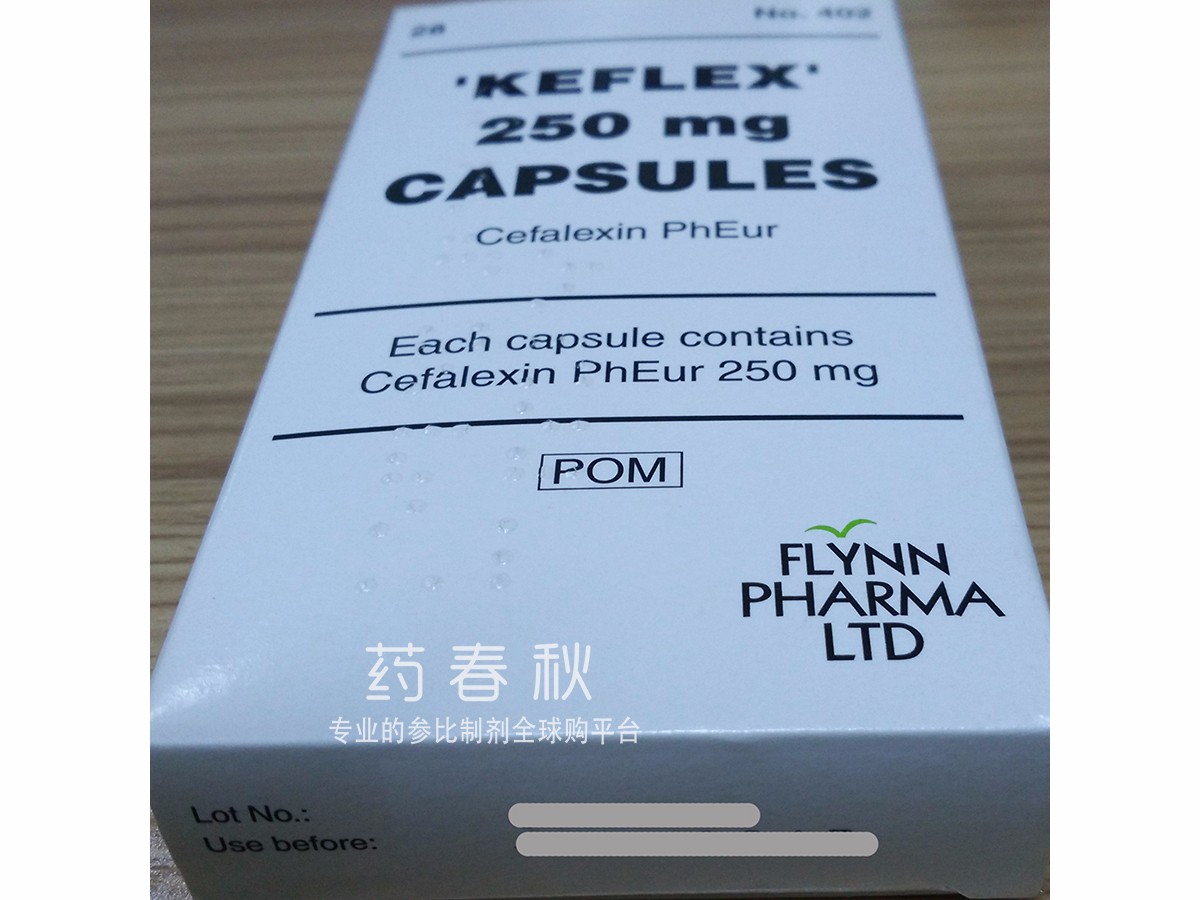 28
No. 402
'KEFLEX'
250 mg
CAPSULES
Cefalexin PhEur
Each capsule contains
Cefalexin PhEur 250 mg
POM
FLYNN
PHARMA
LTD
药春秋
专业的参比制剂全球购平台
Lot No.:
Use before: